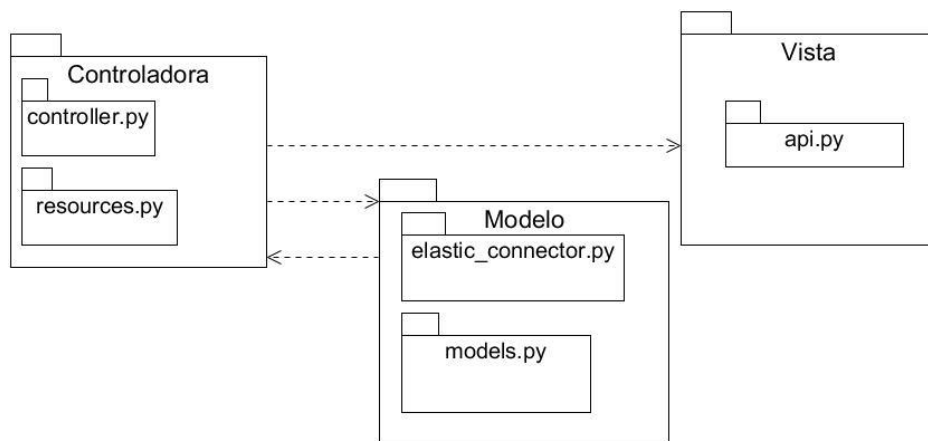 Controladora
controller.py
resources.py
Modelo
elastic_connector.py
models.py
Vista
api.py